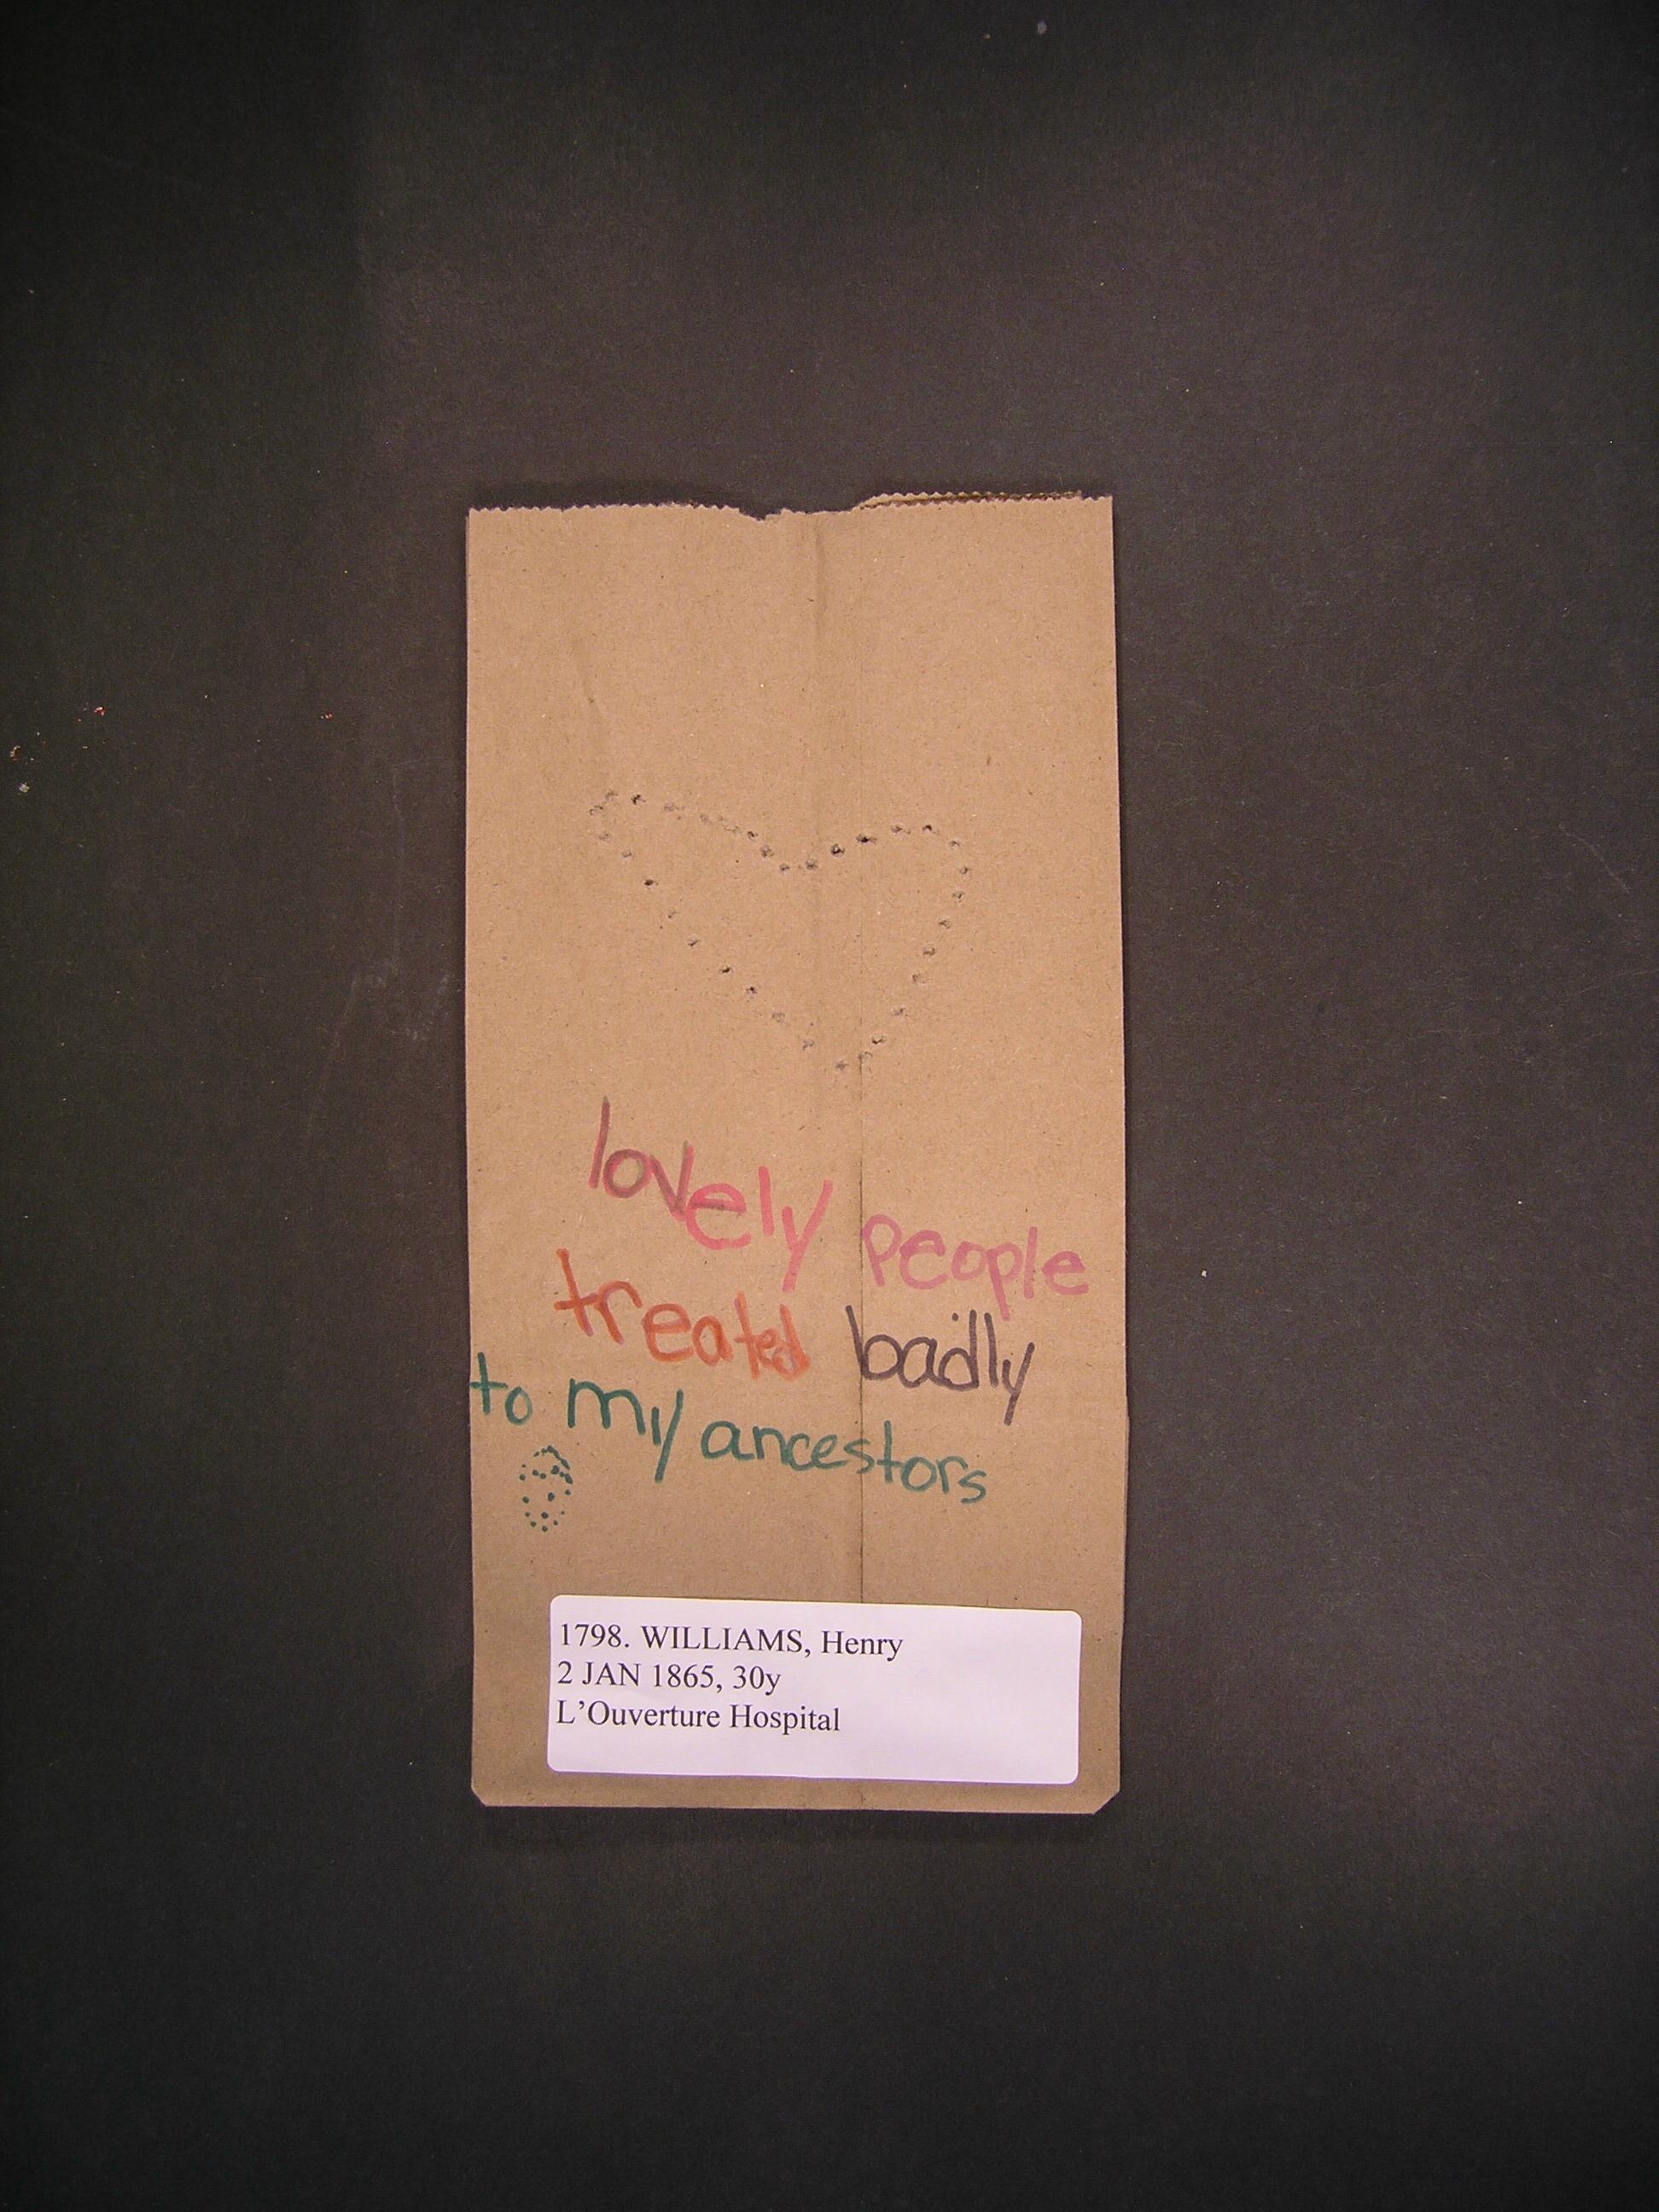 lovely people
treated badly
to my ancestors
1798. WILLIAMS, Henry
2 JAN 1865, 30y
L’Ouverture Hospital